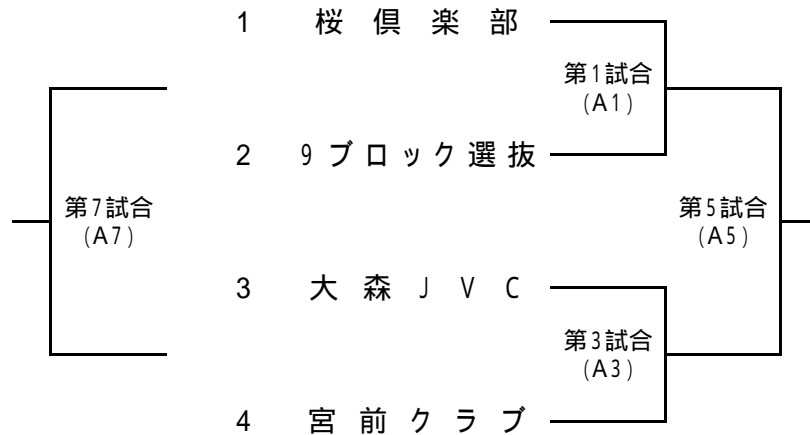 1 桜倶楽部
第1試合
(A1)
2 9ブロック選抜
第7試合
(A7)
第5試合
(A5)
3 大森JVC
第3試合
(A3)
4 宮前クラブ